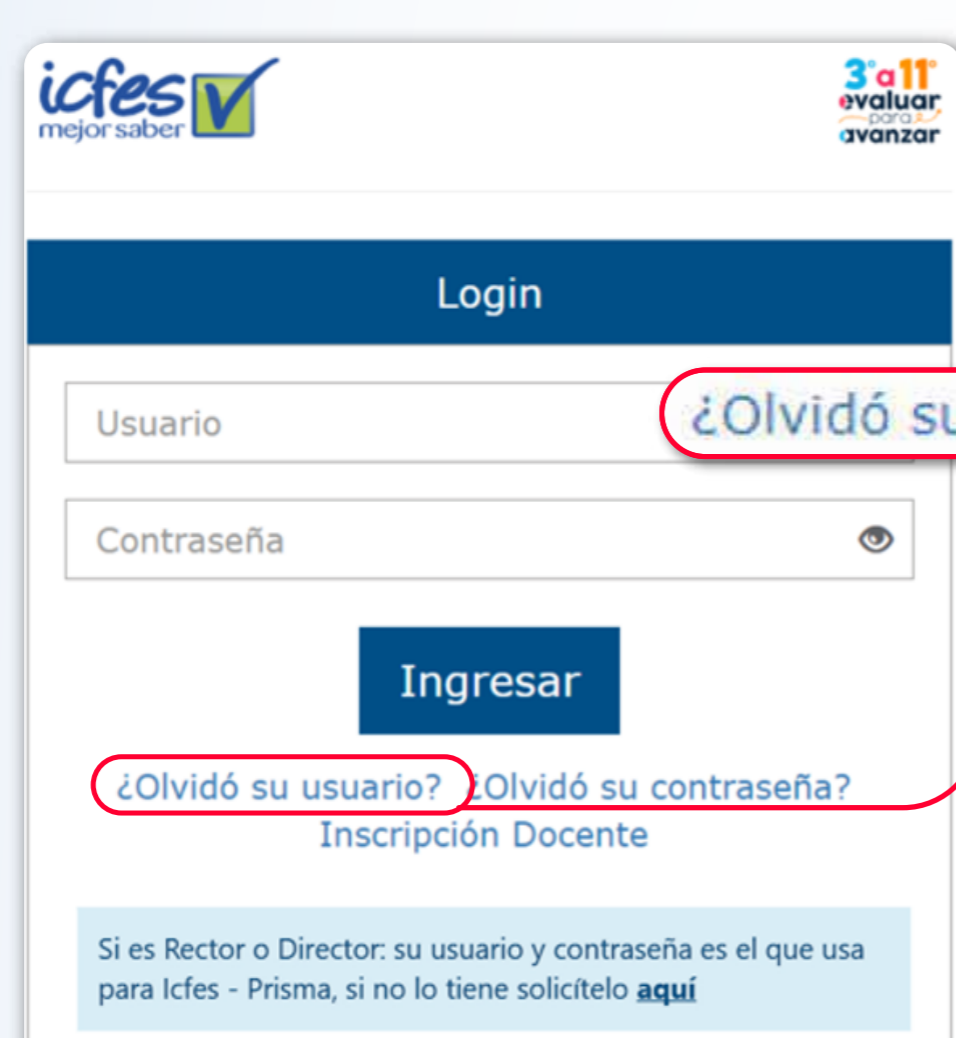 icfes
mejor saber
3° a 11°
evaluar
para
avanzar
Login
Usuario
¿Olvidó su
Contraseña
Ingresar
¿Olvidó su usuario? ¿Olvidó su contraseña?
Inscripción Docente
Si es Rector o Director: su usuario y contraseña es el que usa
para Icfes - Prisma, si no lo tiene solicítelo aquí